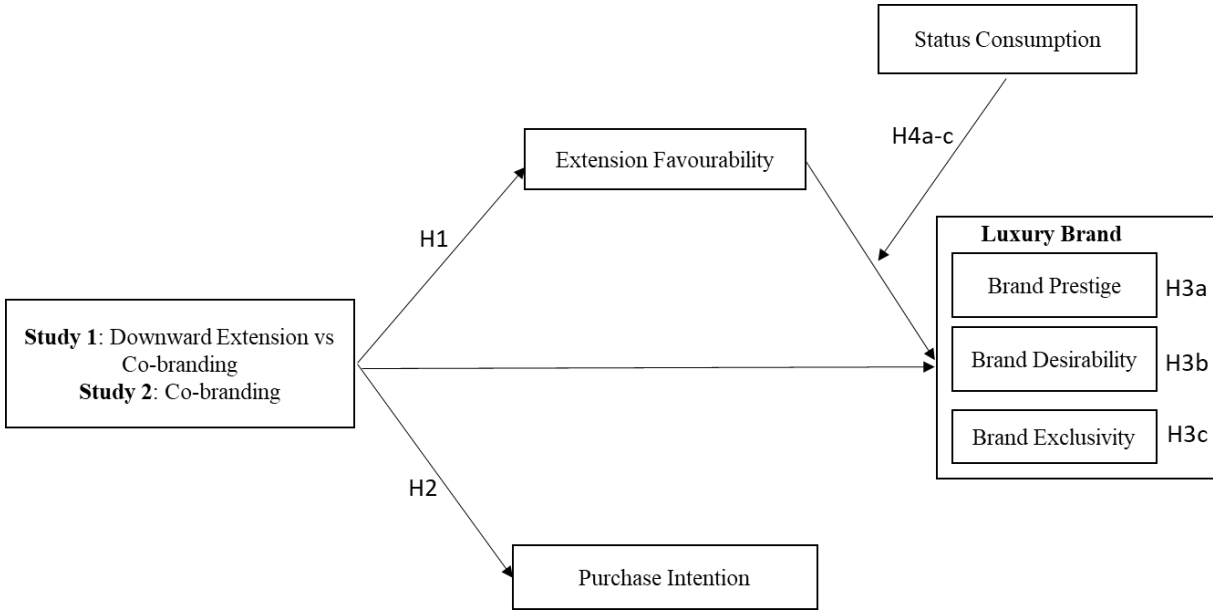 Status Consumption
H4a-c
Extension Favourability
H1
Luxury Brand
Brand Prestige
H3a
Study 1: Downward Extension vs
Co-branding
Study 2: Co-branding
Brand Desirability
H3b
Brand Exclusivity
H3c
H2
Purchase Intention